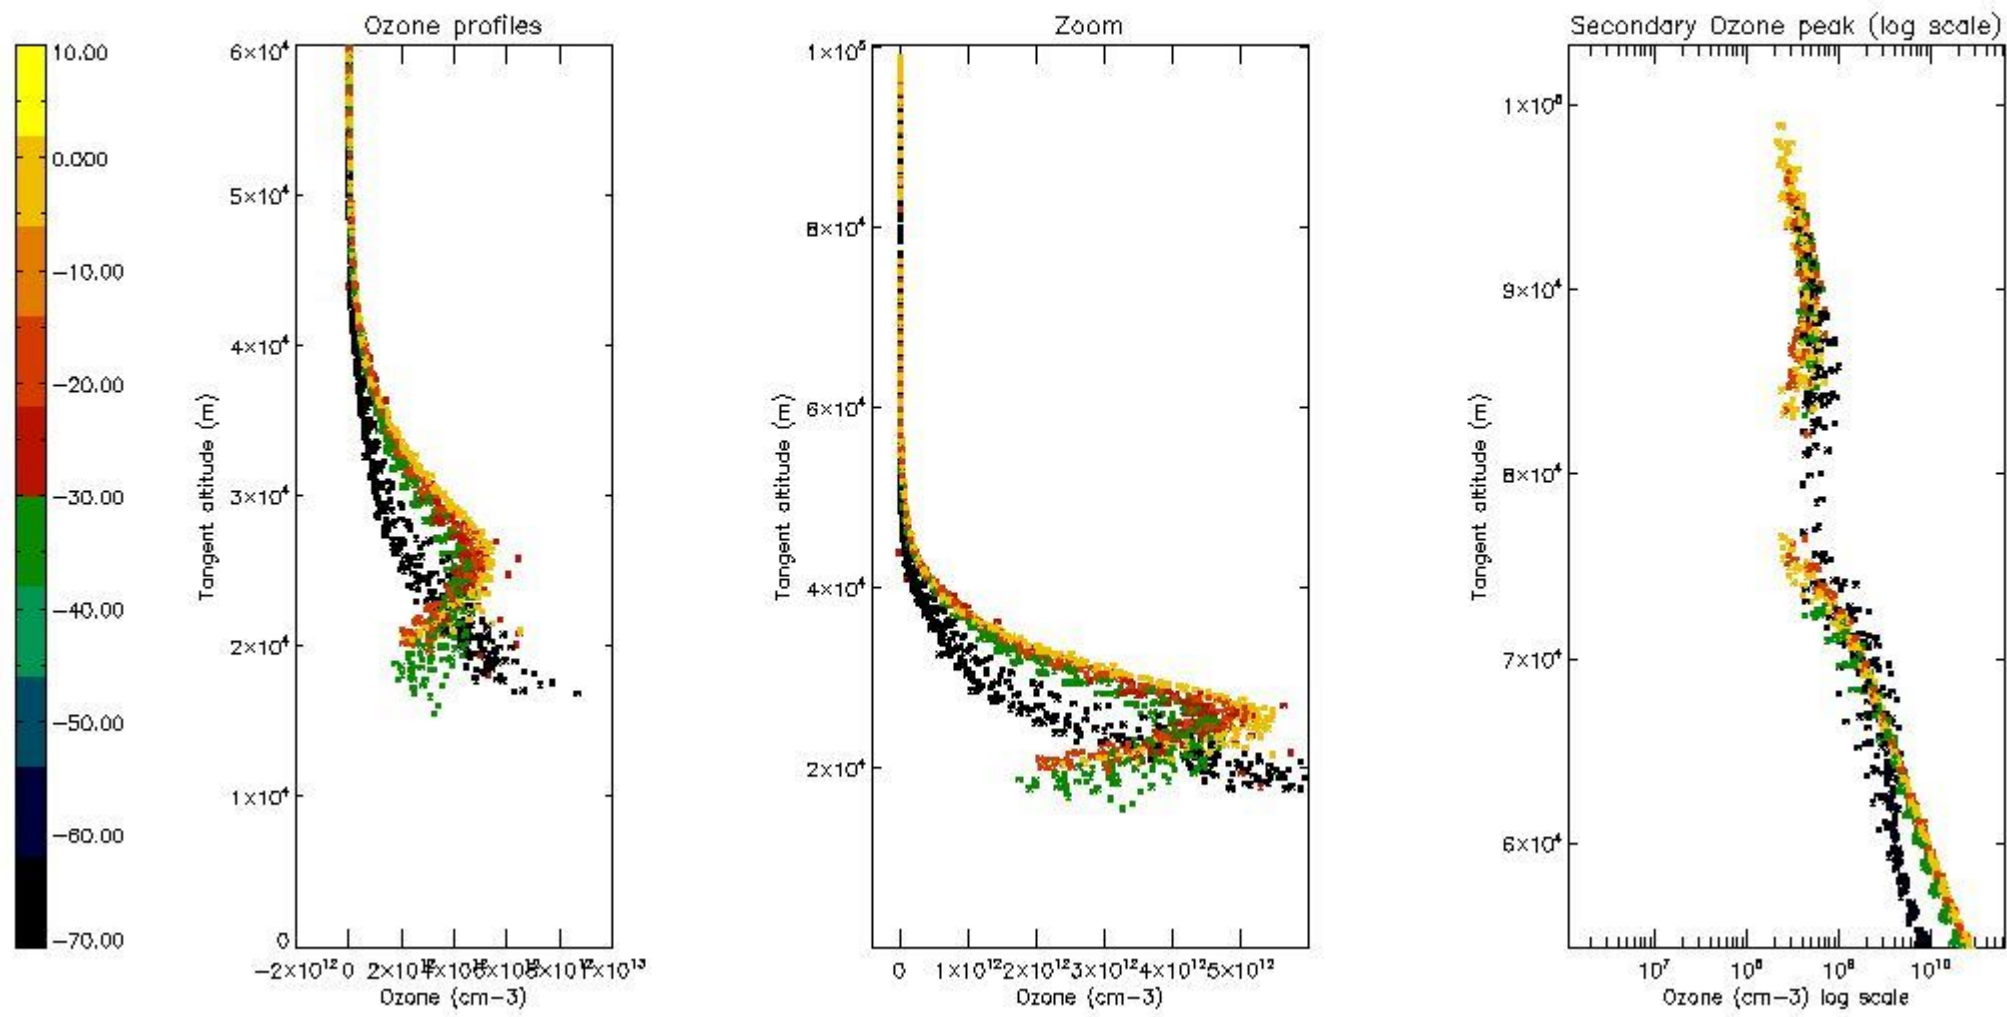 Ozone profiles
Zoom
Secondary Ozone peak (log scale)
10.00
0.000
−10.00
−20.00
−30.00
−40.00
−50.00
−60.00
−70.00
6×10⁴
5×10⁴
4×10⁴
3×10⁴
2×10⁴
1×10⁴
0
Tangent altitude (m)
−2×10¹² 0 2×10¹² 1×10¹³
Ozone (cm−3)
1×10⁵
8×10⁴
6×10⁴
4×10⁴
2×10⁴
Tangent altitude (m)
0 1×10¹² 2×10¹² 3×10¹² 4×10¹² 5×10¹²
Ozone (cm−3)
1×10⁵
9×10⁴
8×10⁴
7×10⁴
6×10⁴
Tangent altitude (m)
10⁷ 10⁸ 10⁹ 10¹⁰
Ozone (cm−3) log scale